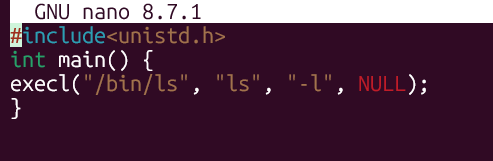 GNU nano 8.7.1
#include<unistd.h>
int main() {
execl("/bin/ls", "ls", "-l", NULL);
}